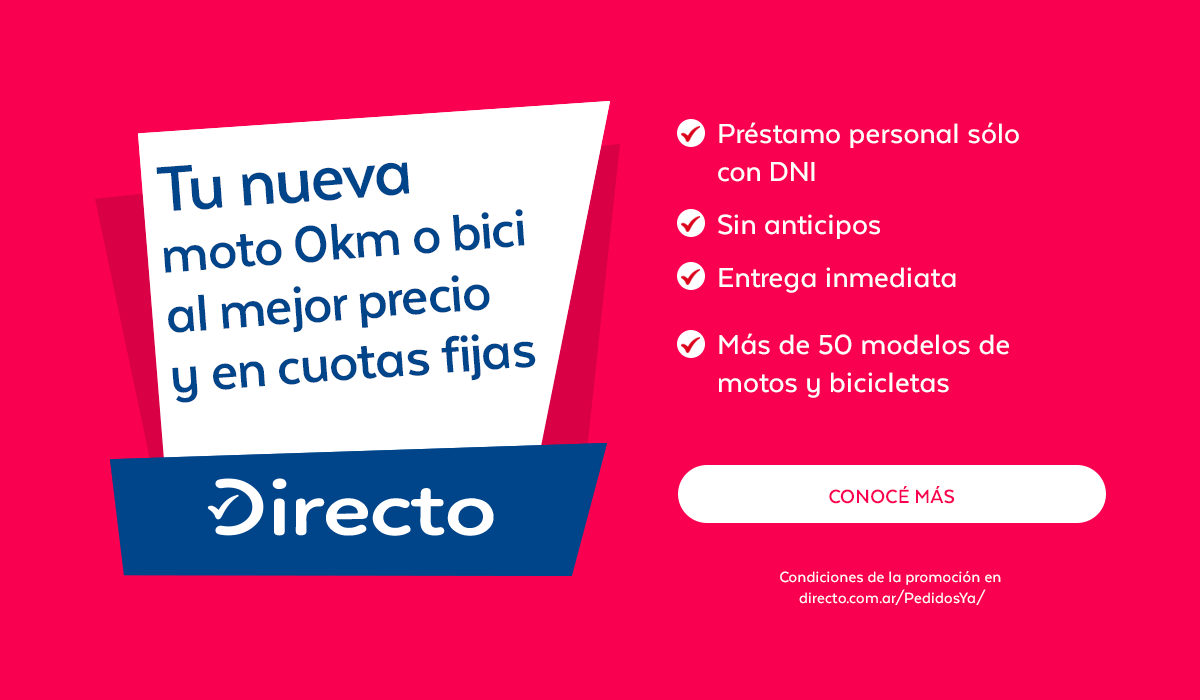 Tu nueva
moto 0km o bici
al mejor precio
y en cuotas fijas
Directo
Préstamo personal sólo
con DNI
Sin anticipos
Entrega inmediata
Más de 50 modelos de
motos y bicicletas
CONOCÉ MÁS
Condiciones de la promoción en
directo.com.ar/PedidosYa/